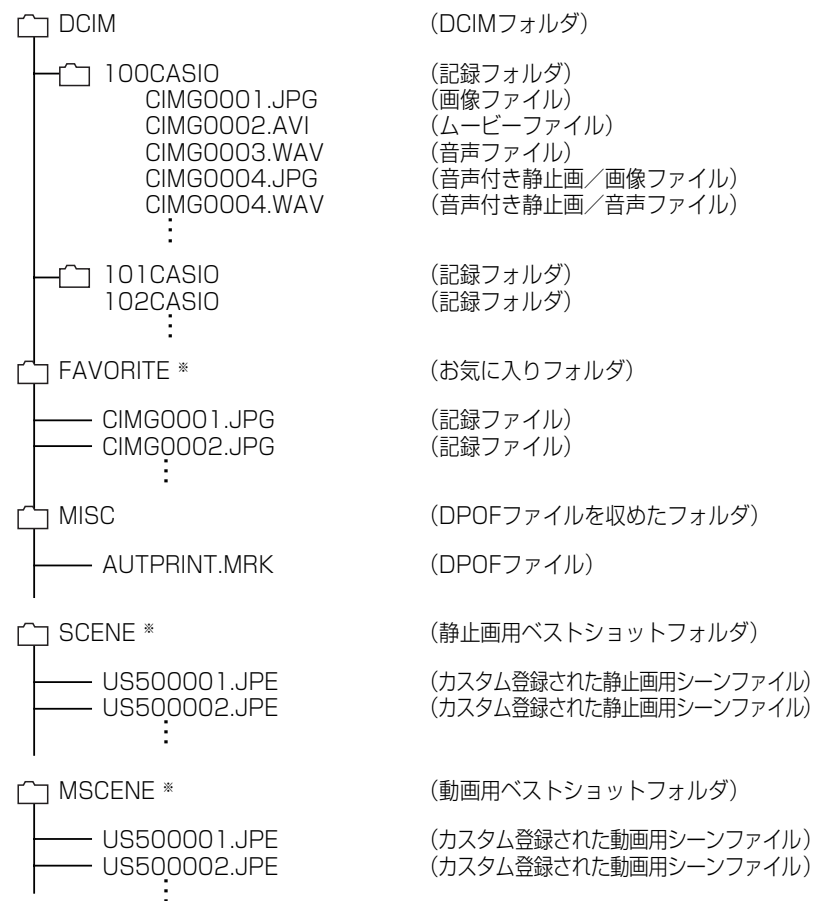 DCIM （DCIMフォルダ）
100CASIO （記録フォルダ）
CIMG0001.JPG （画像ファイル）
CIMG0002.AVI （ムービーファイル）
CIMG0003.WAV （音声ファイル）
CIMG0004.JPG （音声付き静止画／画像ファイル）
CIMG0004.WAV （音声付き静止画／音声ファイル）
101CASIO （記録フォルダ）
102CASIO （記録フォルダ）
FAVORITE ※ （お気に入りフォルダ）
CIMG0001.JPG （記録ファイル）
CIMG0002.JPG （記録ファイル）
MISC （DPOFファイルを収めたフォルダ）
AUTPRINT.MRK （DPOFファイル）
SCENE ※ （静止画用ベストショットフォルダ）
US500001.JPE （カスタム登録された静止画用シーンファイル）
US500002.JPE （カスタム登録された静止画用シーンファイル）
MSCENE ※ （動画用ベストショットフォルダ）
US500001.JPE （カスタム登録された動画用シーンファイル）
US500002.JPE （カスタム登録された動画用シーンファイル）